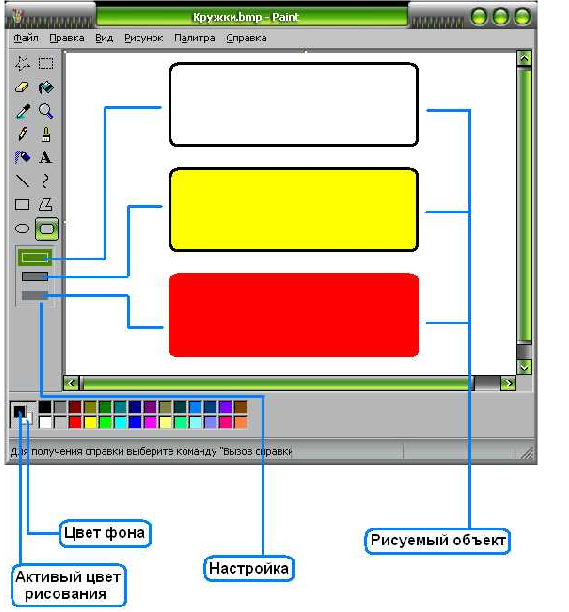 Кружки.bmp - Paint
Файл Правка Вид Рисунок Палитра Справка
A
Для получения справки выберите команду "Вызов справки
Цвет фона
Рисуемый объект
Настройка
Активый цвет
рисования